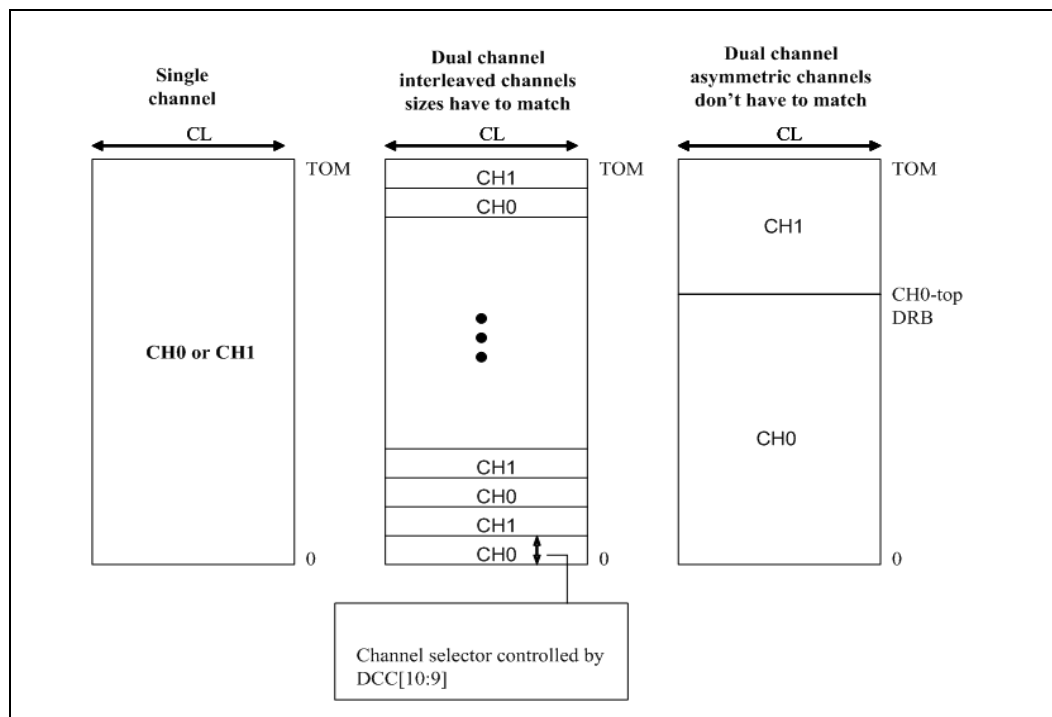 Single
channel
CL
TOM
CH0 or CH1
0
Dual channel
interleaved channels
sizes have to match
CL
TOM
CH1
CH0
CH1
CH0
CH1
CH0
0
Channel selector controlled by
DCC[10:9]
Dual channel
asymmetric channels
don't have to match
CL
TOM
CH1
CH0-top
DRB
CH0
0